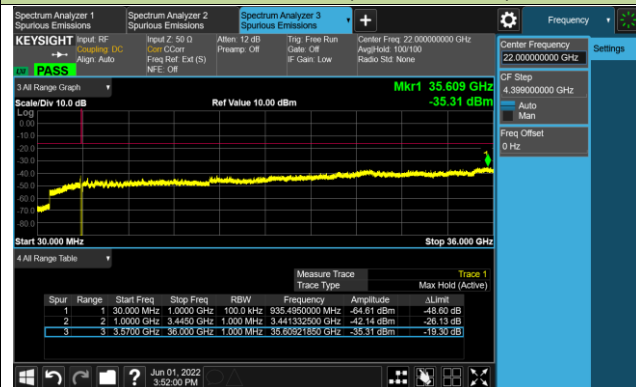 Spectrum Analyzer 1
Spurious Emissions
Spectrum Analyzer 2
Spurious Emissions
Spectrum Analyzer 3
Spurious Emissions
Frequency
KEYSIGHT
Input: RF
Coupling: DC
Align: Auto
Input Z: 50 Ω
Corr CCorr
Freq Ref: Ext (S)
NFE: Off
Atten: 12 dB
Preamp: Off
Trig: Free Run
Gate: Off
IF Gain: Low
Center Freq: 22.000000000 GHz
Avg|Hold: 100/100
Radio Std: None
PASS
Center Frequency
22.000000000 GHz
Settings
CF Step
4.399000000 GHz
Auto
Man
Freq Offset
0 Hz
3 All Range Graph
Mkr1 35.609 GHz
-35.31 dBm
Scale/Div 10.0 dB
Ref Value 10.00 dBm
Log
0.00
-10.0
-20.0
-30.0
-40.0
-50.0
-60.0
-70.0
-80.0
Start 30.000 MHz
Stop 36.000 GHz
4 All Range Table
Measure Trace Trace 1
Trace Type Max Hold (Active)
Spur Range Start Freq Stop Freq RBW Frequency Amplitude ΔLimit
1 1 30.000 MHz 1.0000 GHz 100.0 kHz 935.4950000 MHz -64.61 dBm -48.60 dB
2 2 1.0000 GHz 3.4450 GHz 1.000 MHz 3.441332500 GHz -42.14 dBm -26.13 dB
3 3 3.5700 GHz 36.000 GHz 1.000 MHz 35.60921850 GHz -35.31 dBm -19.30 dB
Jun 01, 2022
3:52:00 PM